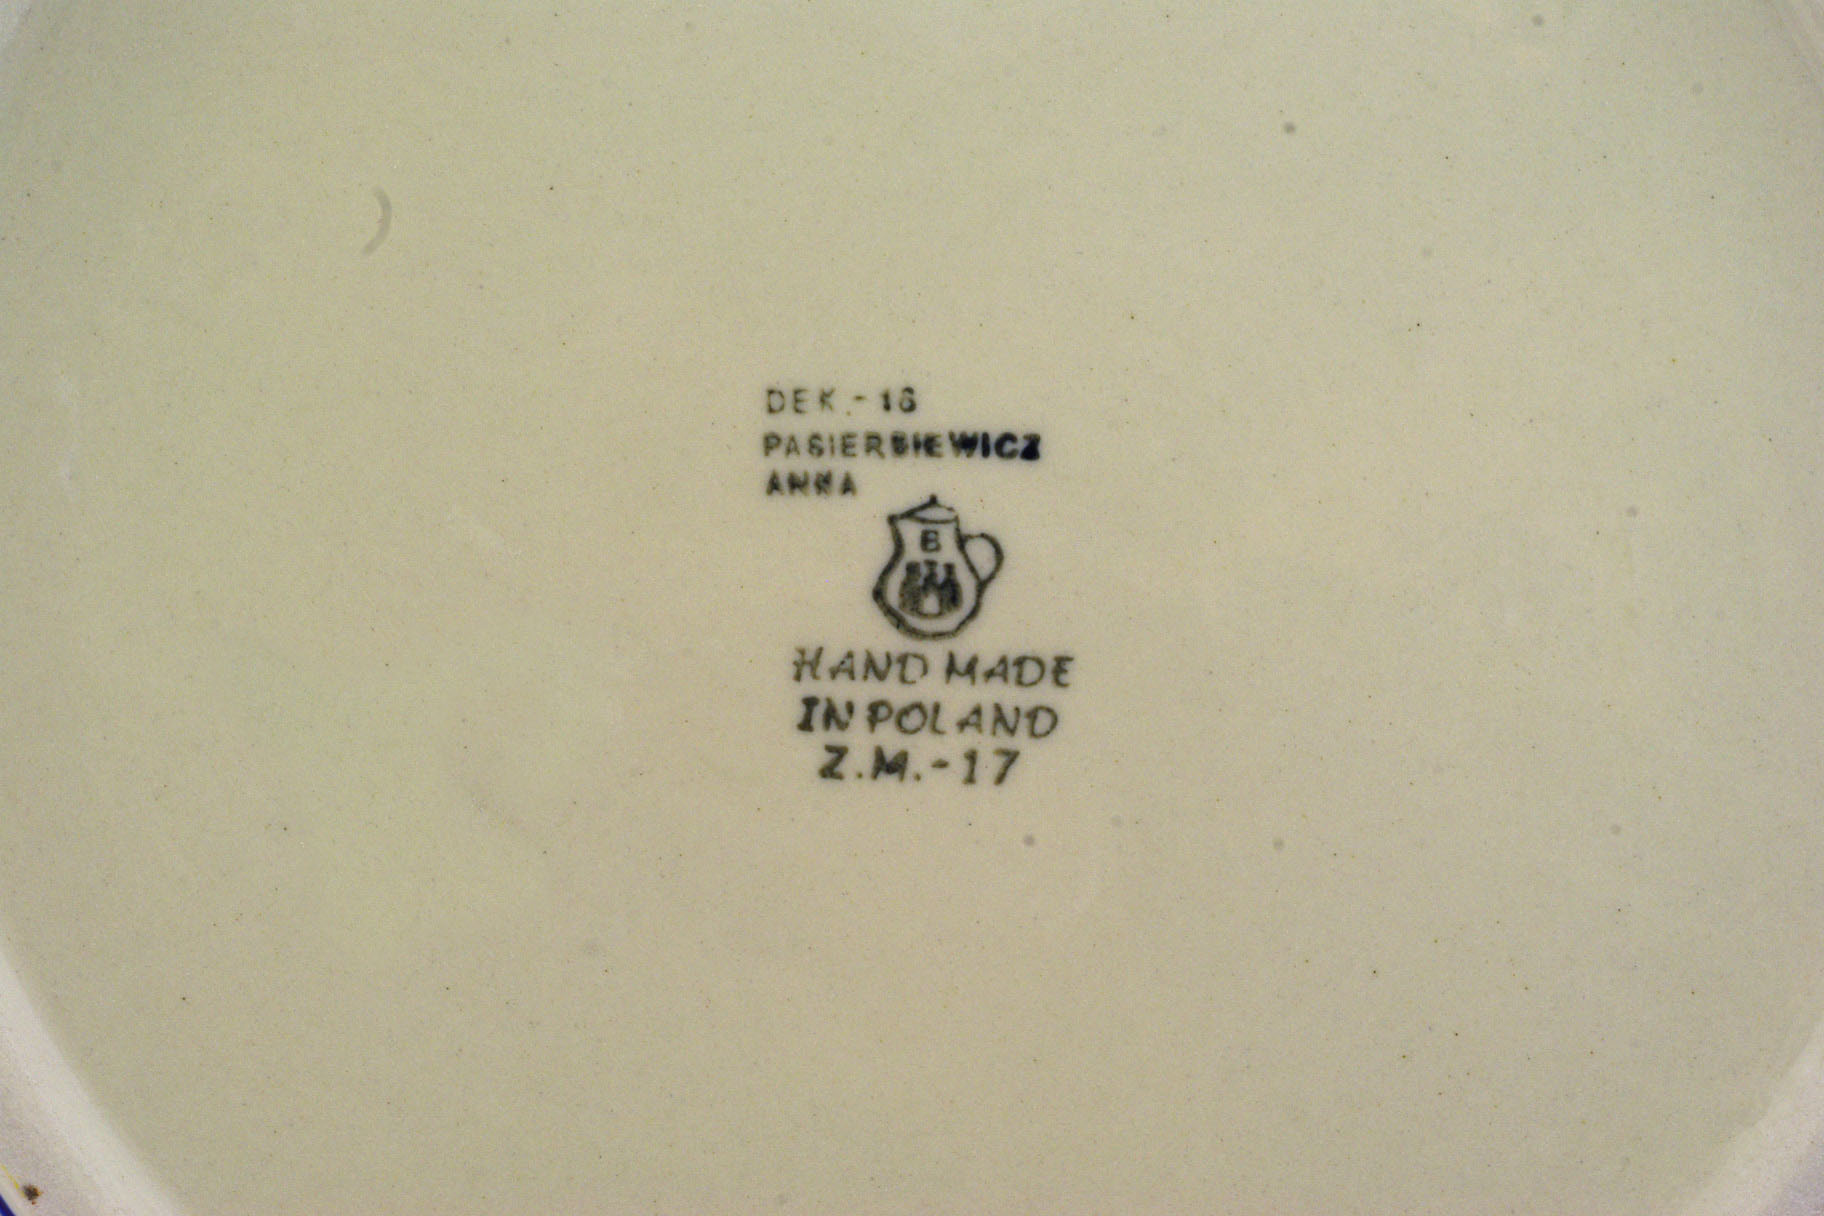 DEK.-16
PASIERBIEWICZ
ANNA
B
HAND MADE
IN POLAND
Z.M.-17